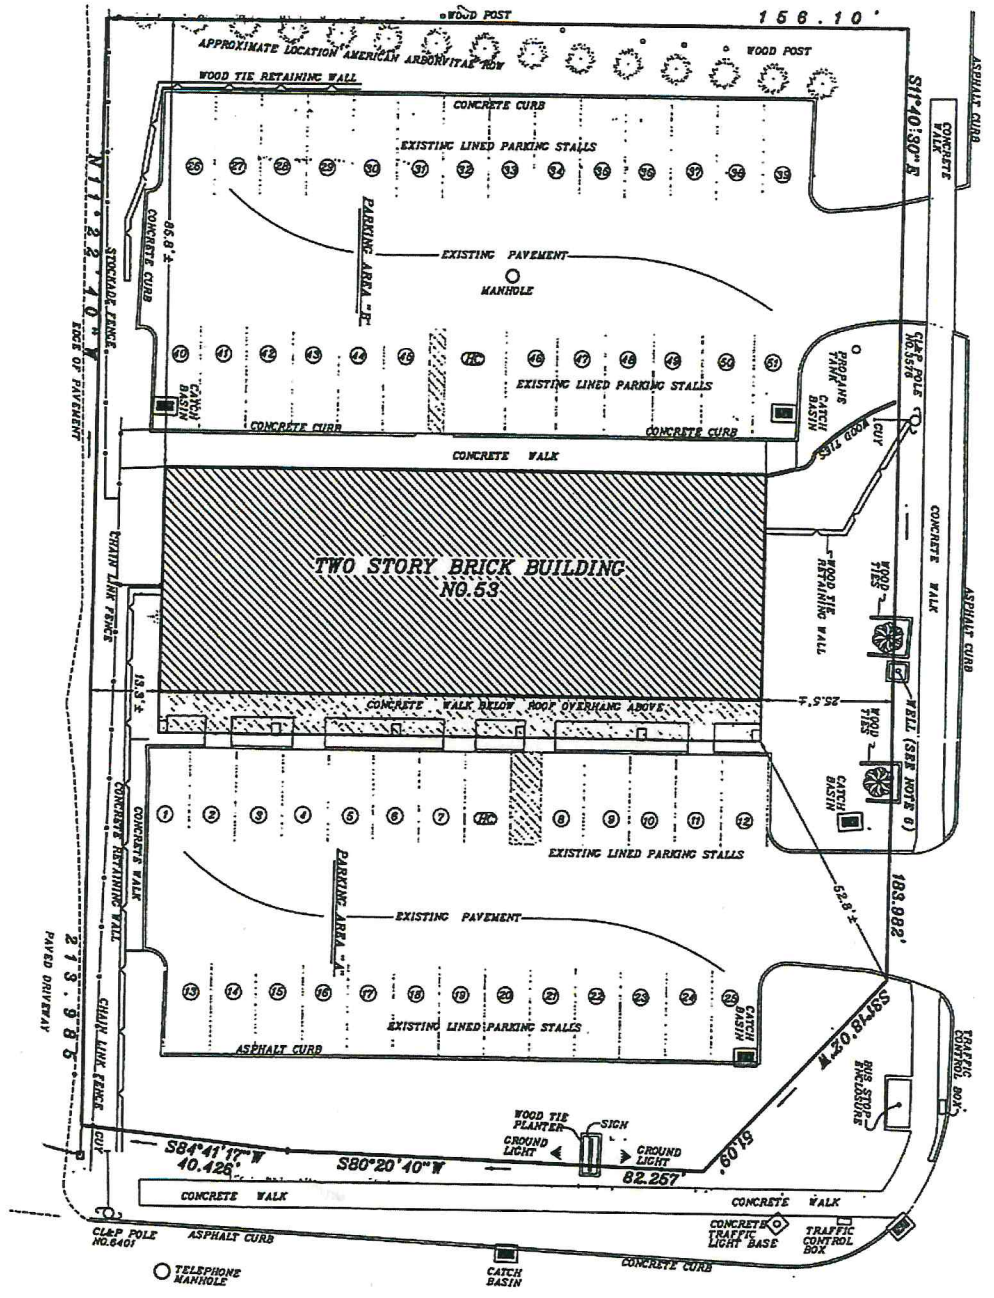 WOOD POST
156.10'
APPROXIMATE LOCATION AMERICAN ARBORVITAE ROW
WOOD POST
WOOD TIE RETAINING WALL
S11°40'30"E
CONCRETE
WALK
ASPHALT CURB
CONCRETE CURB
EXISTING LINED PARKING STALLS
26 27 28 29 30 31 32 33 34 35 36 37 38 39
N11°22'40"W
STOCKADE FENCE
CONCRETE CURB
86.8'±
PARKING AREA "B"
EXISTING PAVEMENT
MANHOLE
EDGE OF PAVEMENT
40 41 42 43 44 45 HC 46 47 48 49 50 51
EXISTING LINED PARKING STALLS
PROPANE
TANK
CL&P POLE
NO.3576
CATCH
BASIN
CATCH
BASIN
GUY
WOOD TIES
CONCRETE CURB
CONCRETE CURB
CONCRETE WALK
CONCRETE WALK
CHAIN LINK FENCE
TWO STORY BRICK BUILDING
NO.53
WOOD TIE
RETAINING WALL
WOOD
TIES
ASPHALT CURB
13.3'±
CONCRETE WALK BELOW ROOF OVERHANG ABOVE
25.5'±
WOOD
TIES
WELL (SEE NOTE 6)
CATCH
BASIN
1 2 3 4 5 6 7 HC 8 9 10 11 12
EXISTING LINED PARKING STALLS
CONCRETE WALK
CONCRETE RETAINING WALL
PARKING AREA "A"
EXISTING PAVEMENT
52.8'±
183.982'
213.986'
PAVED DRIVEWAY
13 14 15 16 17 18 19 20 21 22 23 24 25
EXISTING LINED PARKING STALLS
CATCH
BASIN
ASPHALT CURB
CHAIN LINK FENCE
S31°18'02"W
51.09'
BUS STOP
ENCLOSURE
TRAFFIC
CONTROL BOX
GUY
S84°41'17"W
40.426'
S80°20'40"W
WOOD TIE
PLANTER
SIGN
GROUND
LIGHT
GROUND
LIGHT
82.257'
CONCRETE WALK
CONCRETE WALK
CL&P POLE
NO.6401
ASPHALT CURB
CONCRETE
TRAFFIC
LIGHT BASE
TRAFFIC
CONTROL
BOX
TELEPHONE
MANHOLE
CATCH
BASIN
CONCRETE CURB